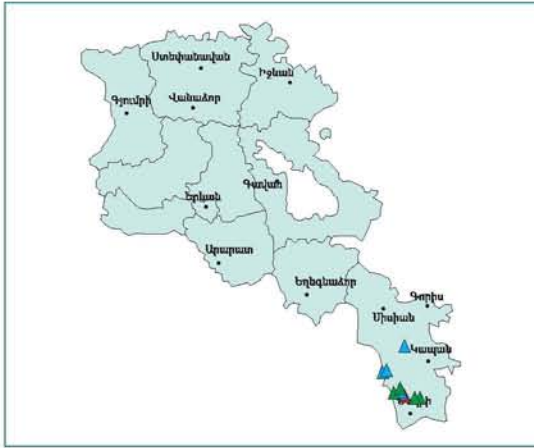 Ստեփանավան
Իջևան
Գյումրի
Վանաձոր
Գավառ
Երևան
Արարատ
Եղեգնաձոր
Գորիս
Սիսիան
Կապան